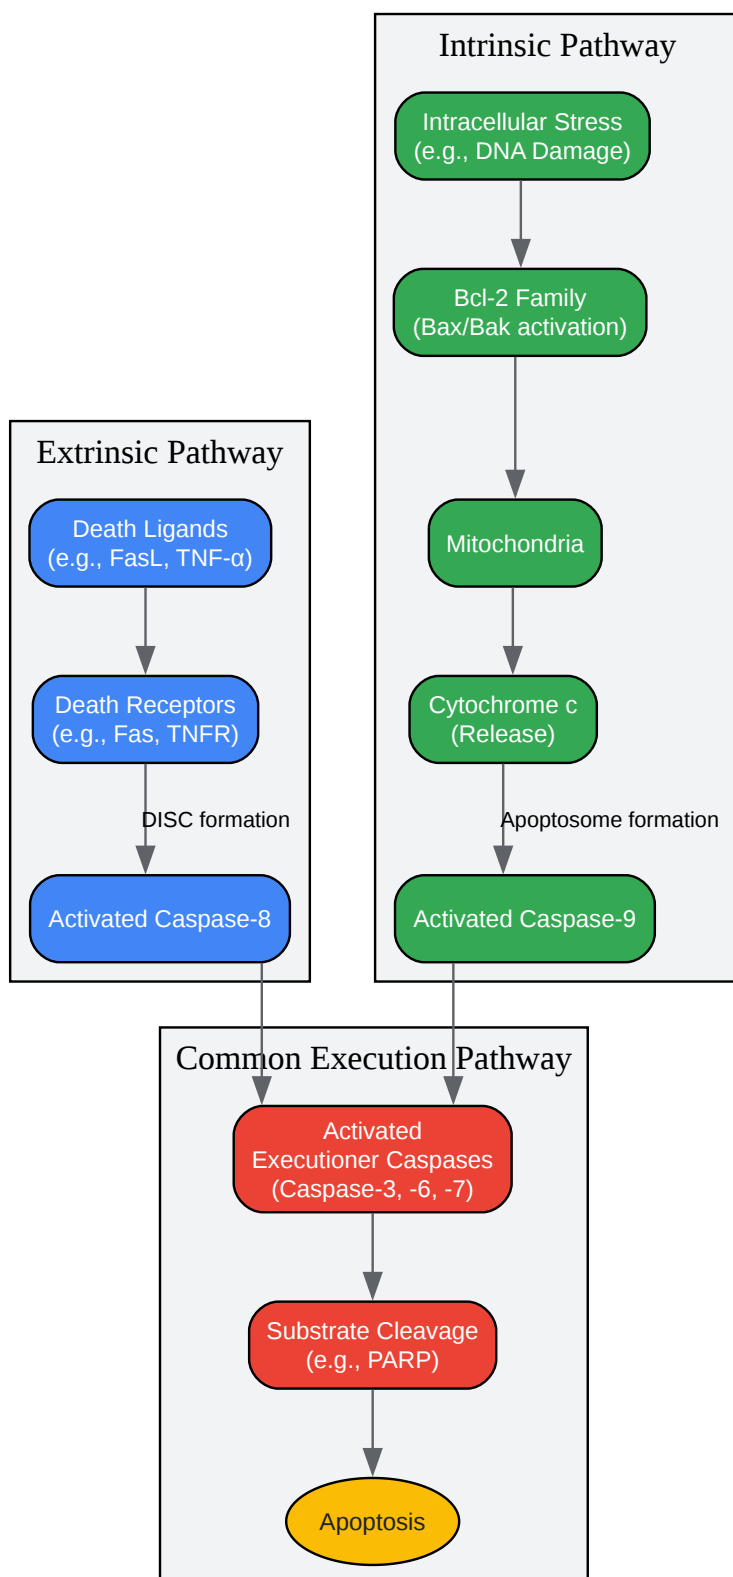 Intrinsic Pathway
Intracellular Stress
(e.g., DNA Damage)
Bcl-2 Family
(Bax/Bak activation)
Mitochondria
Cytochrome c
(Release)
Apoptosome formation
Activated Caspase-9
Extrinsic Pathway
Death Ligands
(e.g., FasL, TNF-α)
Death Receptors
(e.g., Fas, TNFR)
DISC formation
Activated Caspase-8
Common Execution Pathway
Activated
Executioner Caspases
(Caspase-3, -6, -7)
Substrate Cleavage
(e.g., PARP)
Apoptosis